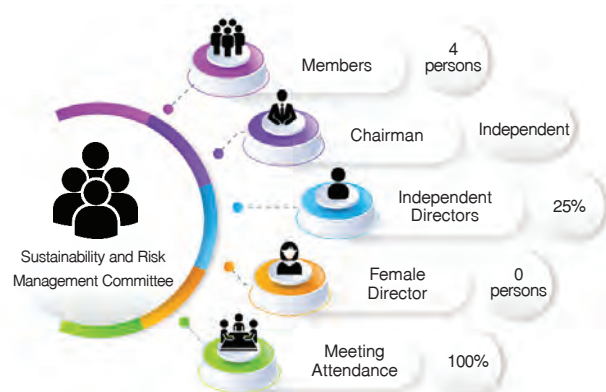 Sustainability and Risk
Management Committee
Members
4
persons
Chairman
Independent
Independent
Directors
25%
Female
Director
0
persons
Meeting
Attendance
100%